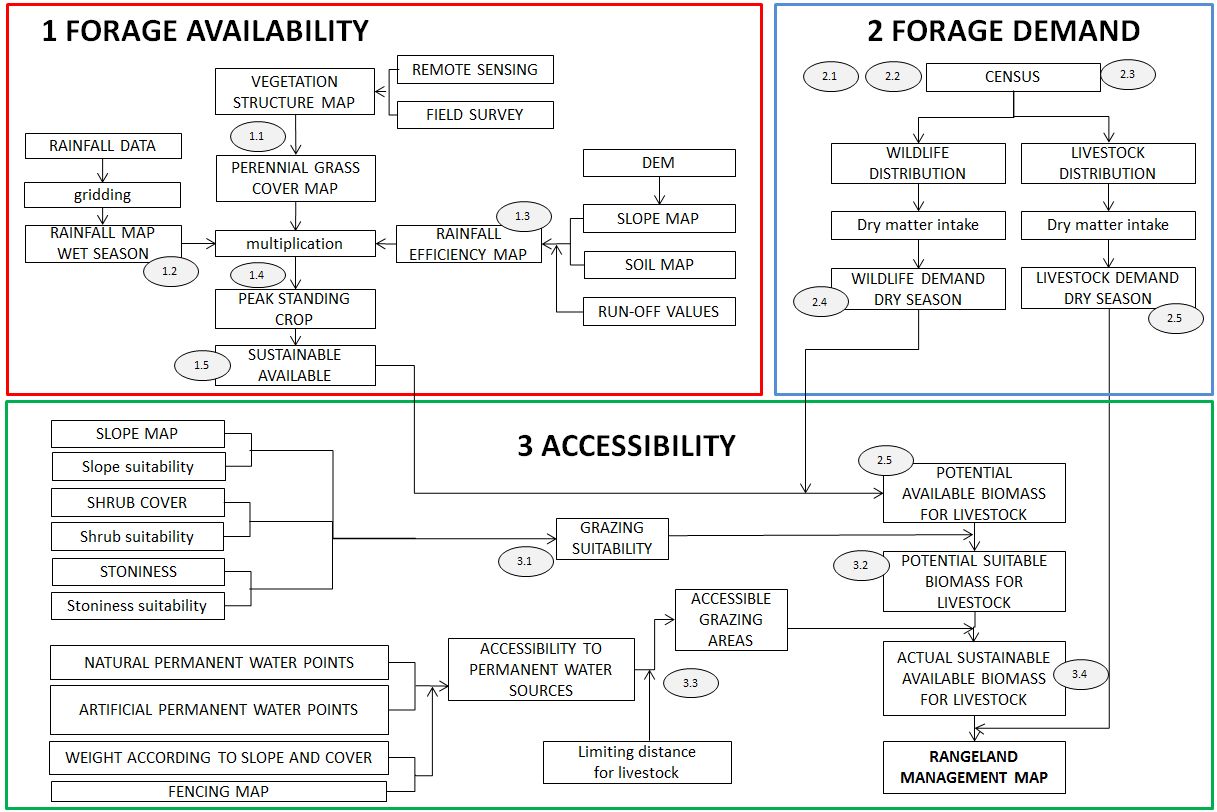 1 FORAGE AVAILABILITY
REMOTE SENSING
VEGETATION
STRUCTURE MAP
FIELD SURVEY
1.1
RAINFALL DATA
PERENNIAL GRASS
COVER MAP
DEM
gridding
1.3
SLOPE MAP
RAINFALL MAP
WET SEASON
multiplication
RAINFALL
EFFICIENCY MAP
1.2
1.4
SOIL MAP
PEAK STANDING
CROP
RUN-OFF VALUES
1.5
SUSTAINABLE
AVAILABLE
2 FORAGE DEMAND
2.1
2.2
CENSUS
2.3
WILDLIFE
DISTRIBUTION
LIVESTOCK
DISTRIBUTION
Dry matter intake
Dry matter intake
WILDLIFE DEMAND
DRY SEASON
LIVESTOCK DEMAND
DRY SEASON
2.4
2.5
3 ACCESSIBILITY
SLOPE MAP
Slope suitability
SHRUB COVER
Shrub suitability
STONINESS
Stoniness suitability
GRAZING
SUITABILITY
3.1
2.5
POTENTIAL
AVAILABLE BIOMASS
FOR LIVESTOCK
3.2
POTENTIAL SUITABLE
BIOMASS FOR
LIVESTOCK
ACCESSIBLE
GRAZING
AREAS
NATURAL PERMANENT WATER POINTS
ARTIFICIAL PERMANENT WATER POINTS
ACCESSIBILITY TO
PERMANENT WATER
SOURCES
3.3
ACTUAL SUSTAINABLE
AVAILABLE BIOMASS
FOR LIVESTOCK
3.4
WEIGHT ACCORDING TO SLOPE AND COVER
FENCING MAP
Limiting distance
for livestock
RANGELAND
MANAGEMENT MAP